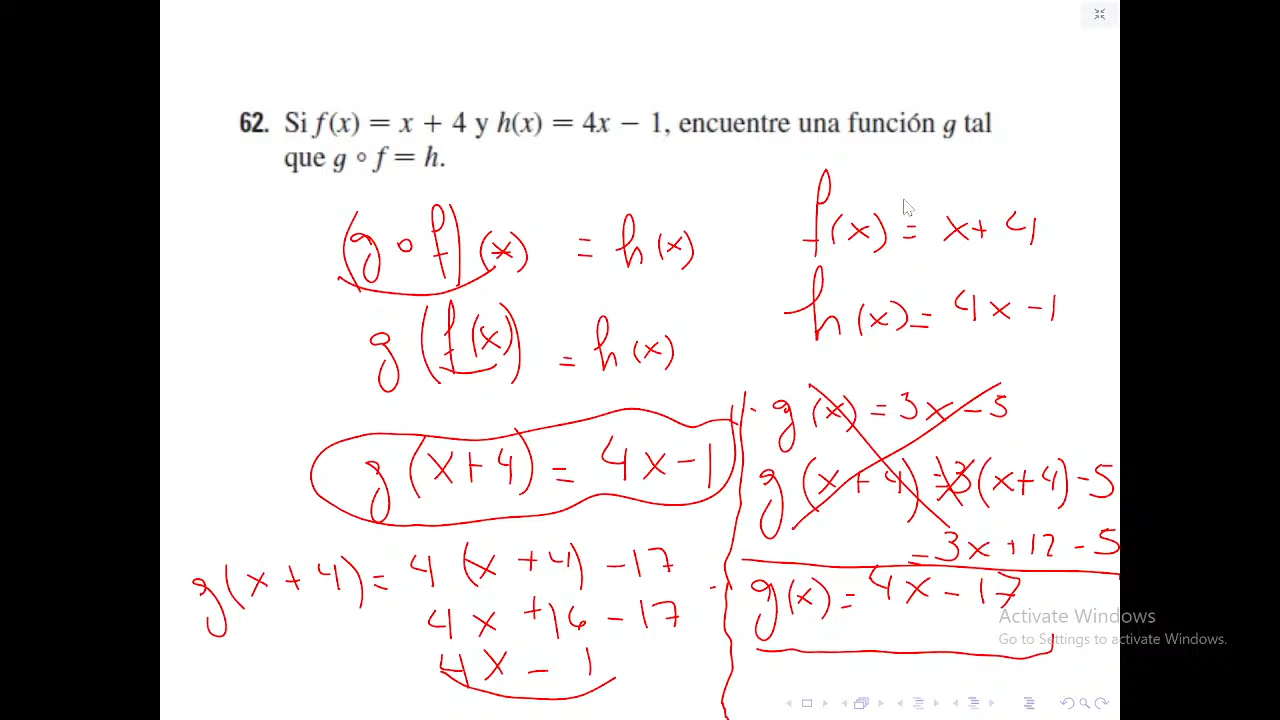 62. Si f(x) = x + 4 y h(x) = 4x − 1, encuentre una función g tal
que g ∘ f = h.
(g ∘ f)(x) = h(x)
g(f(x)) = h(x)
g(x+4) = 4x-1
g(x+4) = 4(x+4) -17
4x +16 -17
4x - 1
f(x) = x+4
h(x) = 4x -1
g(x) = 3x - 5
g(x+4) = 3(x+4) -5
= 3x +12 -5
g(x) = 4x - 17
Activate Windows
Go to Settings to activate Windows.